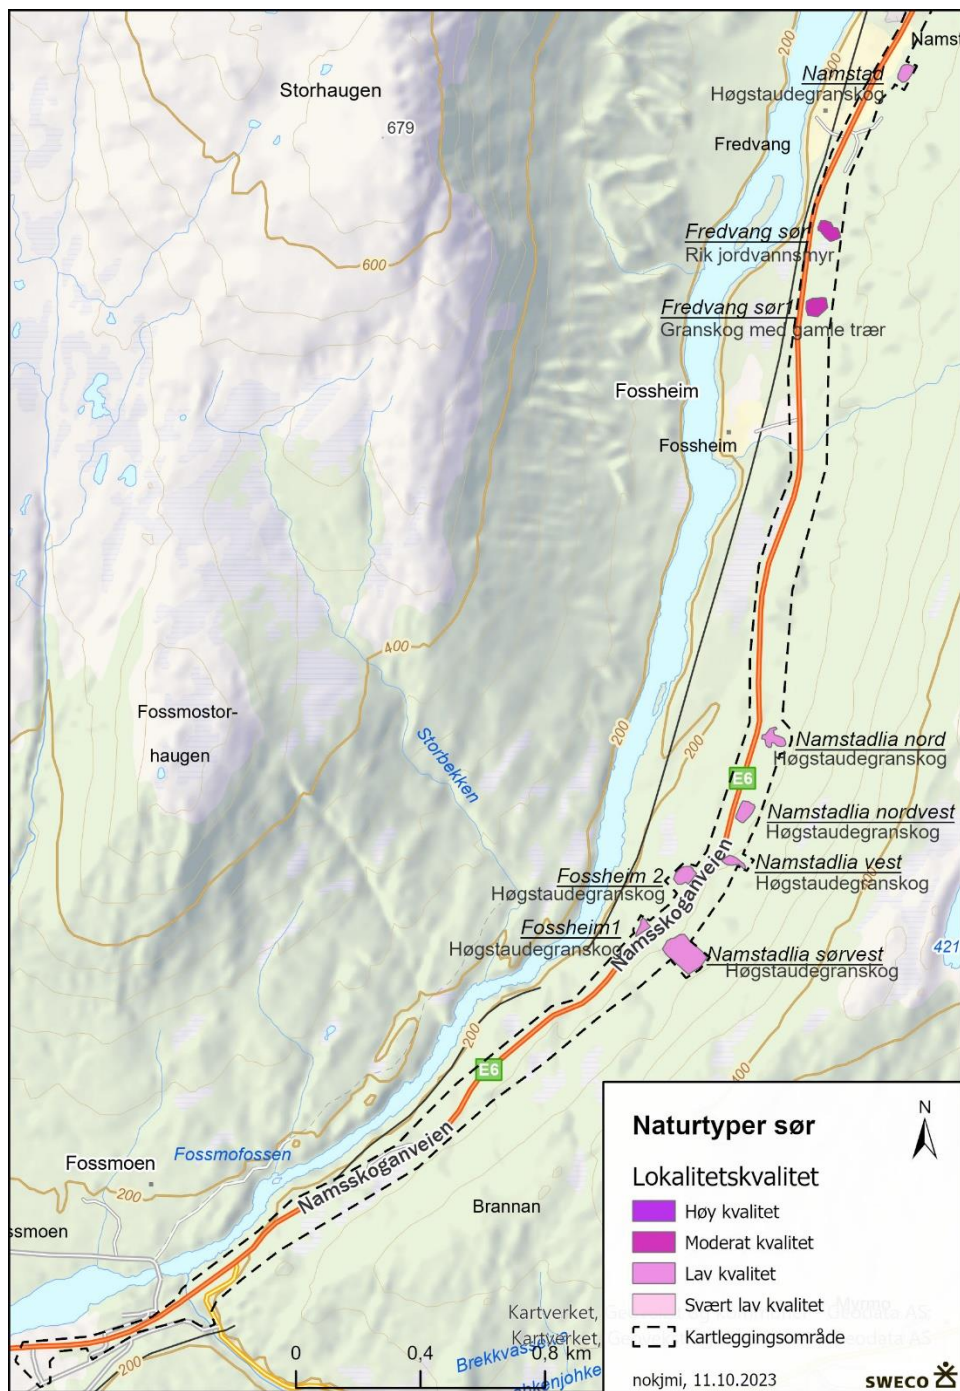 Namst
Namstad
Høgstaudegranskog
Storhaugen
679
200
Fredvang
Fredvang sør
Rik jordvannsmyr
600
Fredvang sør1
Granskog med gamle trær
Fossheim
Fossheim
400
Fossmostor-
haugen
Storbekken
200
200
Namstadlia nord
Høgstaudegranskog
E6
Namstadlia nordvest
Høgstaudegranskog
Namstadlia vest
Høgstaudegranskog
Fossheim 2
Høgstaudegranskog
Fossheim1
Høgstaudegranskog
Namsskoganveien
Namstadlia sørvest
Høgstaudegranskog
421
200
E6
400
Namsskoganveien
Fossmofossen
Fossmoen
200
Brannan
ssmoen
200
Brekkvasselva
0 0,4 0,8 km
N
Naturtyper sør
Lokalitetskvalitet
Høy kvalitet
Moderat kvalitet
Lav kvalitet
Svært lav kvalitet
Kartleggingsområde
Kartverket,
Kartverket,
nokjmi, 11.10.2023
SWECO